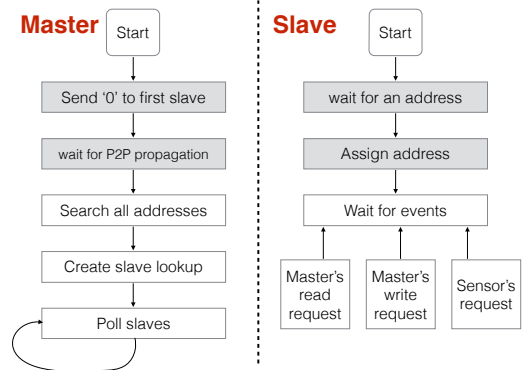 Master
Start
Send ‘0’ to first slave
wait for P2P propagation
Search all addresses
Create slave lookup
Poll slaves
Slave
Start
wait for an address
Assign address
Wait for events
Master’s
read
request
Master’s
write
request
Sensor’s
request